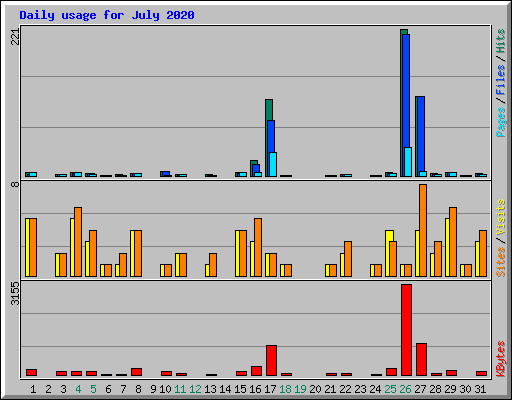 Daily usage for July 2020
221
8
3155
Pages / Files / Hits
Sites / Visits
KBytes
1 2 3 4 5 6 7 8 9 10 11 12 13 14 15 16 17 18 19 20 21 22 23 24 25 26 27 28 29 30 31